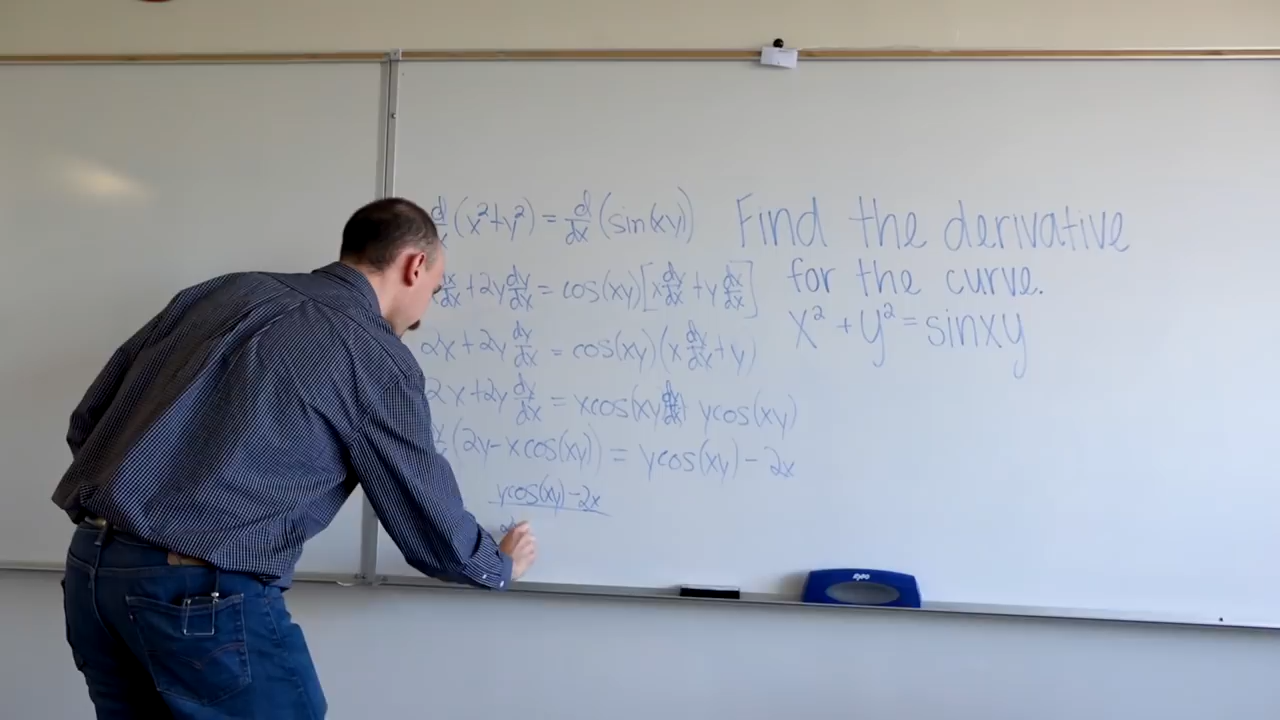 d/dx (x²+y²) = d/dx (sin(xy))
dx/dx + 2y dy/dx = cos(xy)[x dy/dx + y dx/dx]
2x + 2y dy/dx = cos(xy)(x dy/dx + y)
2x + 2y dy/dx = xcos(xy) dy/dx + ycos(xy)
(2y - xcos(xy)) = ycos(xy) - 2x
ycos(xy) - 2x
Find the derivative
for the curve.
x² + y² = sinxy
EXPO